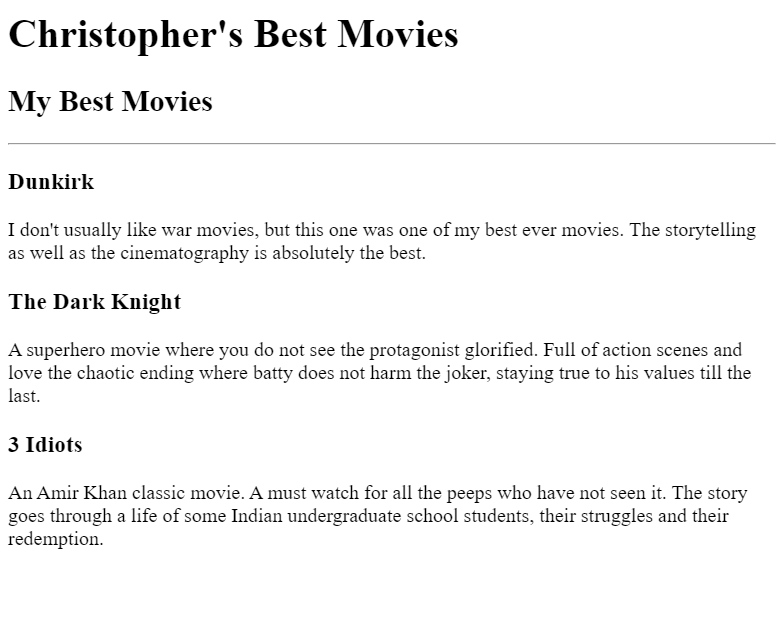 Christopher's Best Movies
My Best Movies
Dunkirk
I don't usually like war movies, but this one was one of my best ever movies. The storytelling
as well as the cinematography is absolutely the best.
The Dark Knight
A superhero movie where you do not see the protagonist glorified. Full of action scenes and
love the chaotic ending where batty does not harm the joker, staying true to his values till the
last.
3 Idiots
An Amir Khan classic movie. A must watch for all the peeps who have not seen it. The story
goes through a life of some Indian undergraduate school students, their struggles and their
redemption.